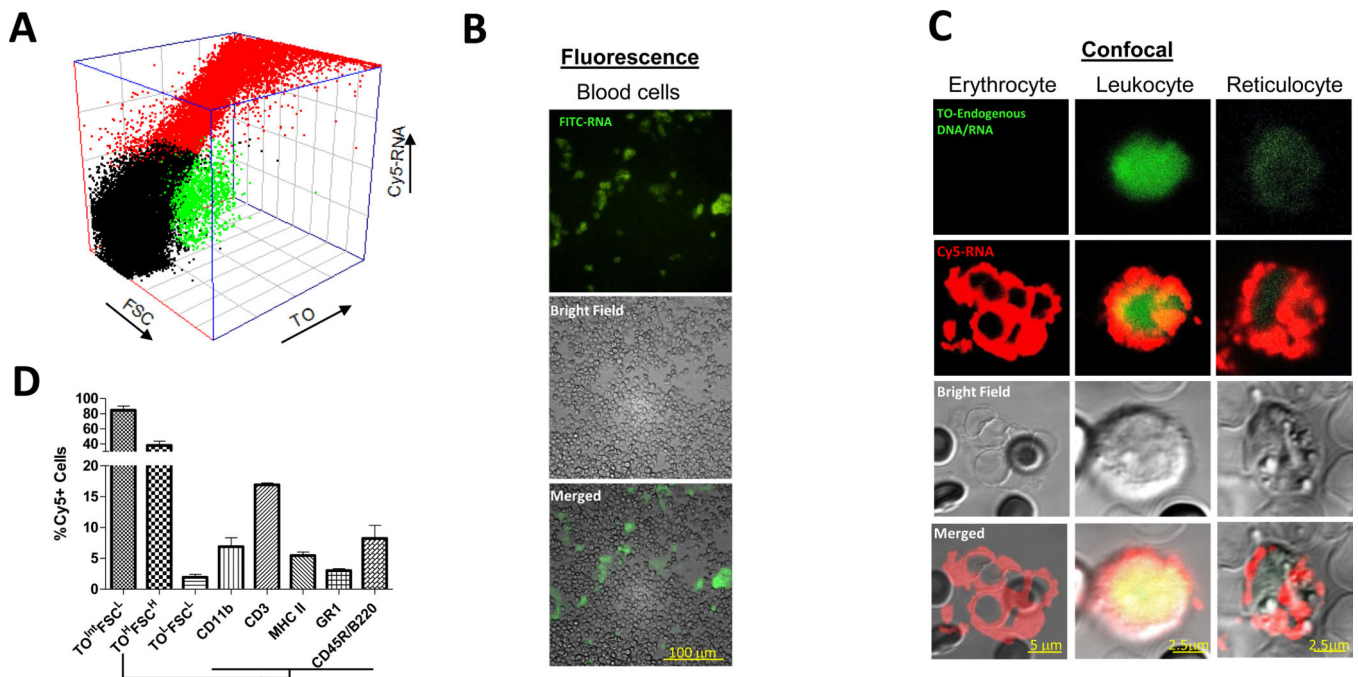 A
FSC
TO
Cy5-RNA
B
Fluorescence
Blood cells
FITC-RNA
Bright Field
Merged
100 µm
C
Confocal
Erythrocyte Leukocyte Reticulocyte
TO-Endogenous
DNA/RNA
Cy5-RNA
Bright Field
Merged
5 µm 2.5µm 2.5µm
D
%Cy5+ Cells
100
80
60
40
20
15
10
5
0
TO^Int FSC^L
TO^H FSC^H
TO^L FSC^L
CD11b
CD3
MHC II
GR1
CD45R/B220